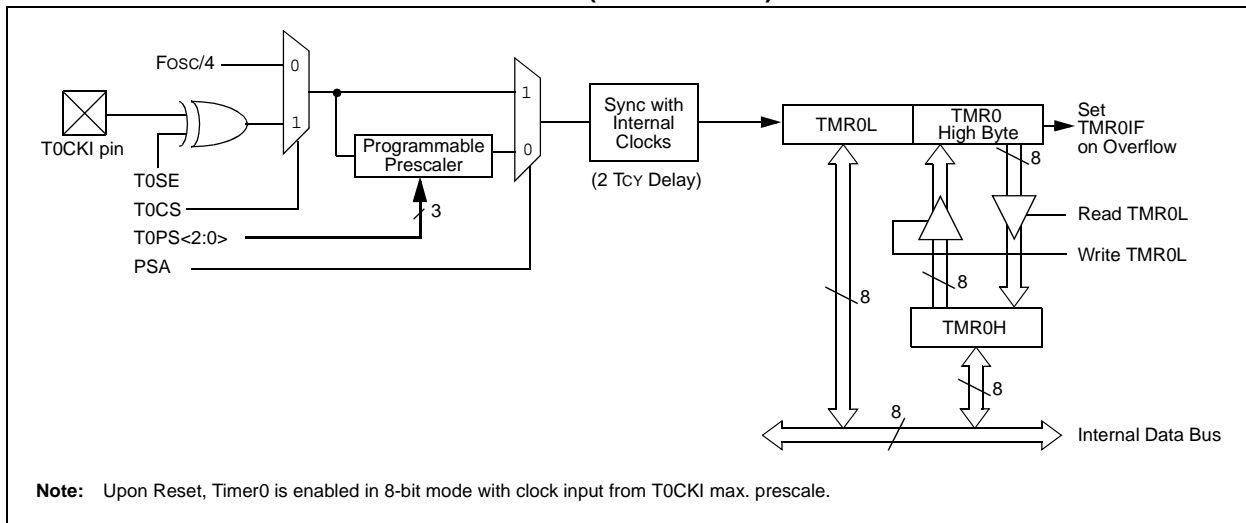 FOSC/4
0
1
T0CKI pin
T0SE
T0CS
T0PS<2:0>
PSA
Programmable
Prescaler
3
1
0
Sync with
Internal
Clocks
(2 TCY Delay)
TMR0L
TMR0
High Byte
8
Set
TMR0IF
on Overflow
Read TMR0L
Write TMR0L
8
8
TMR0H
8
8
Internal Data Bus
Note: Upon Reset, Timer0 is enabled in 8-bit mode with clock input from T0CKI max. prescale.